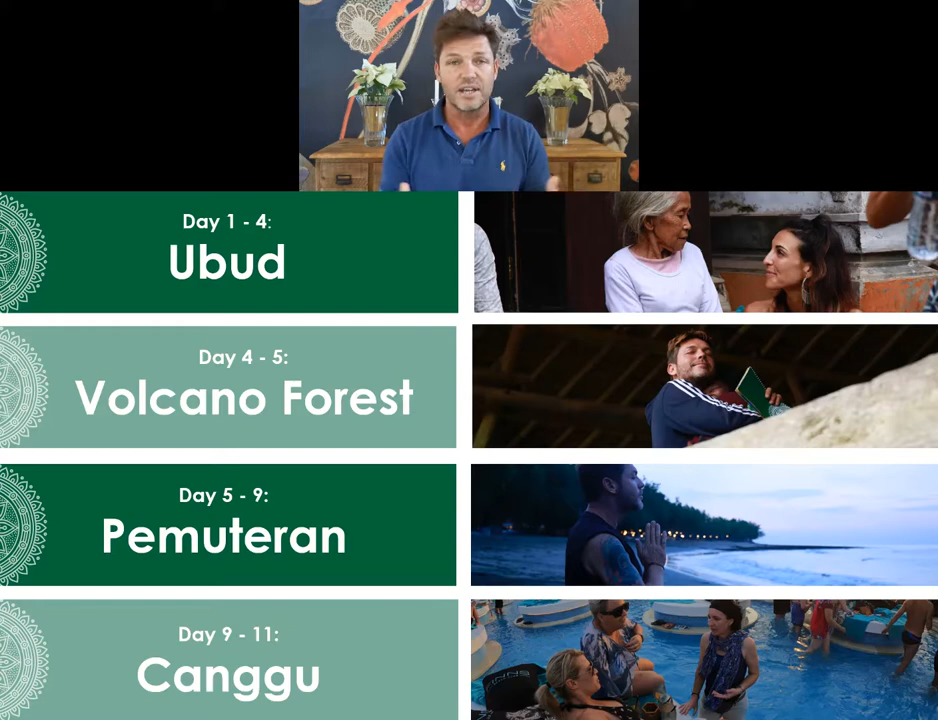 Day 1 - 4:
Ubud
Day 4 - 5:
Volcano Forest
Day 5 - 9:
Pemuteran
Day 9 - 11:
Canggu